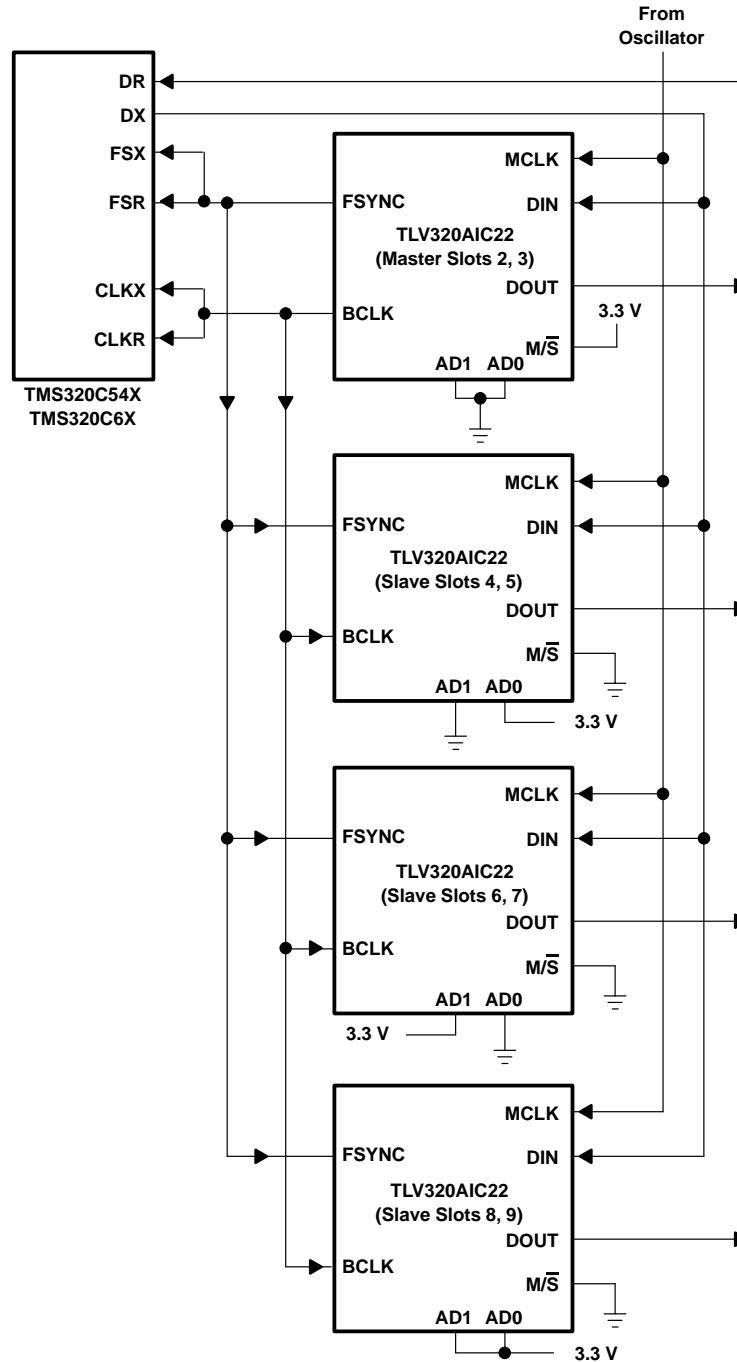 From
Oscillator
DR
DX
FSX
FSR
CLKX
CLKR
TMS320C54X
TMS320C6X
MCLK
FSYNC
DIN
TLV320AIC22
(Master Slots 2, 3)
DOUT
3.3 V
BCLK
M/S̅
AD1 AD0
MCLK
FSYNC
DIN
TLV320AIC22
(Slave Slots 4, 5)
DOUT
BCLK
M/S̅
AD1 AD0
3.3 V
MCLK
FSYNC
DIN
TLV320AIC22
(Slave Slots 6, 7)
DOUT
BCLK
M/S̅
AD1 AD0
3.3 V
MCLK
FSYNC
DIN
TLV320AIC22
(Slave Slots 8, 9)
DOUT
BCLK
M/S̅
AD1 AD0
3.3 V